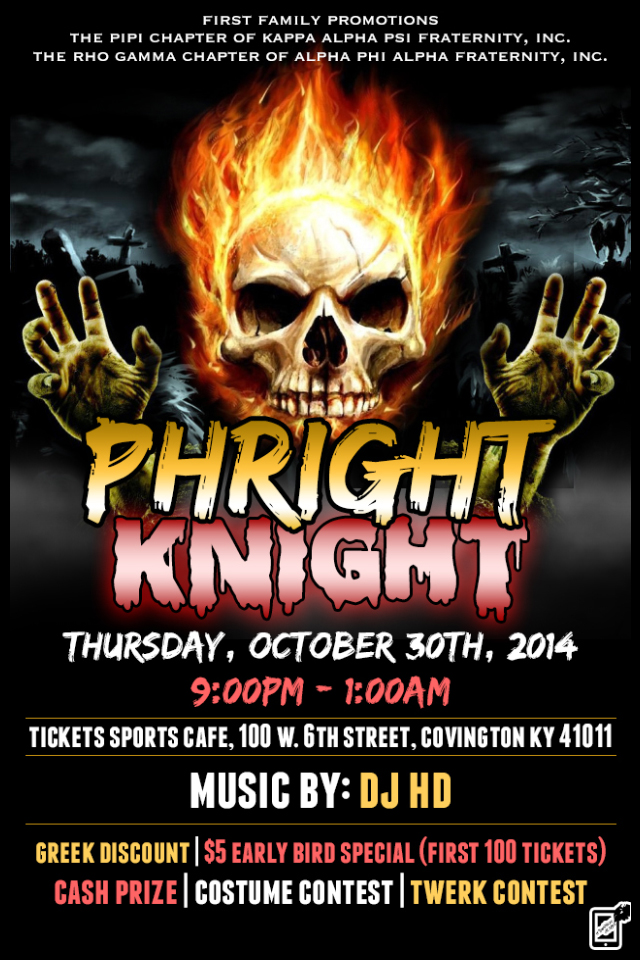 FIRST FAMILY PROMOTIONS
THE PIPI CHAPTER OF KAPPA ALPHA PSI FRATERNITY, INC.
THE RHO GAMMA CHAPTER OF ALPHA PHI ALPHA FRATERNITY, INC.
PHRIGHT
KNIGHT
THURSDAY, OCTOBER 30TH, 2014
9:00PM - 1:00AM
TICKETS SPORTS CAFE, 100 W. 6TH STREET, COVINGTON KY 41011
MUSIC BY: DJ HD
GREEK DISCOUNT | $5 EARLY BIRD SPECIAL (FIRST 100 TICKETS)
CASH PRIZE | COSTUME CONTEST | TWERK CONTEST